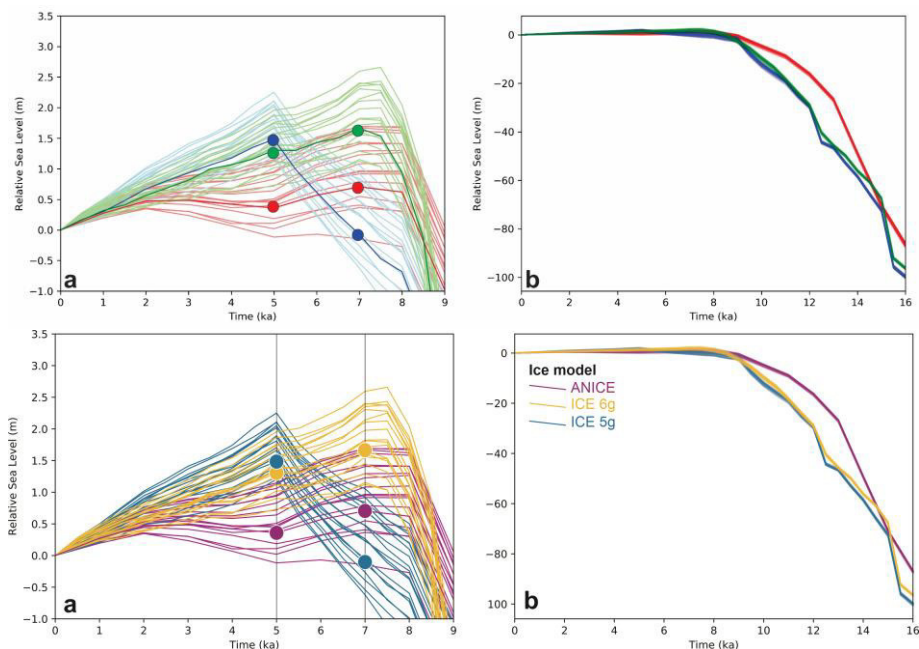 3.5
3.0
2.5
2.0
1.5
1.0
0.5
0.0
−0.5
−1.0
Relative Sea Level (m)
a
0 1 2 3 4 5 6 7 8 9
Time (ka)
0
−20
−40
−60
−80
−100
Relative Sea Level (m)
b
0 2 4 6 8 10 12 14 16
Time (ka)
3.5
3.0
2.5
2.0
1.5
1.0
0.5
0.0
−0.5
−1.0
Relative Sea Level (m)
a
0 1 2 3 4 5 6 7 8 9
Time (ka)
0
−20
−40
−60
−80
100
Relative Sea Level (m)
Ice model
ANICE
ICE 6g
ICE 5g
b
0 2 4 6 8 10 12 14 16
Time (ka)